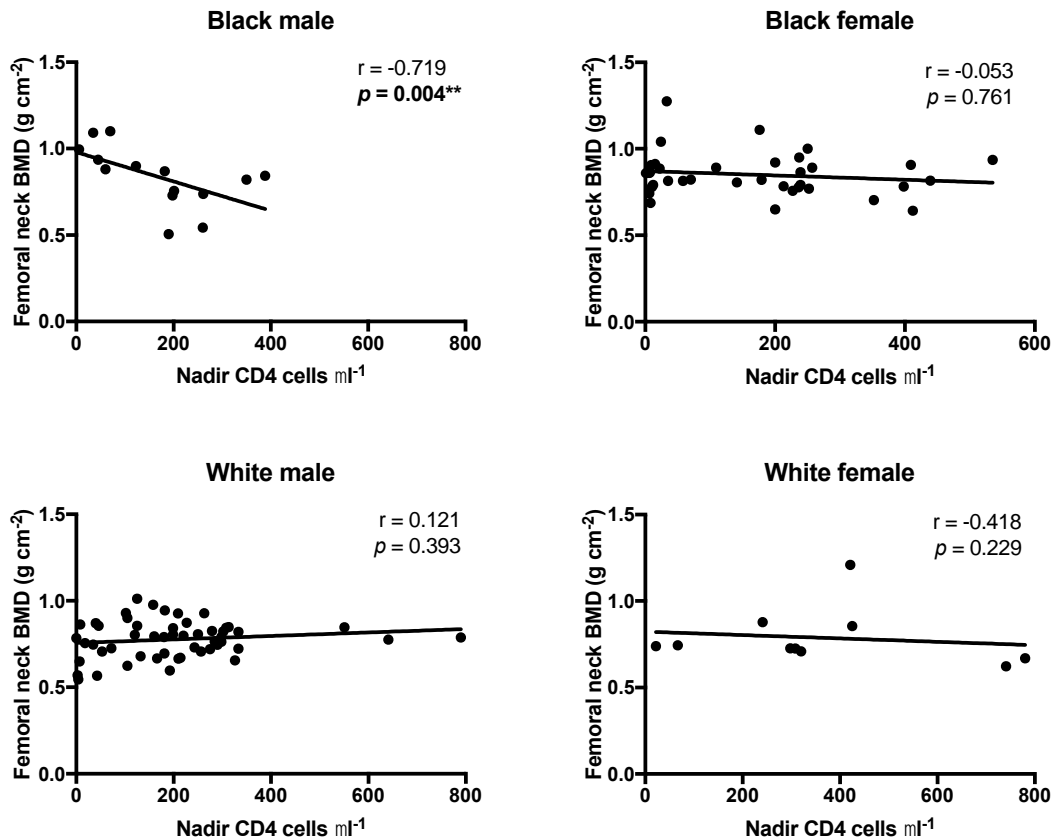 Black male
r = -0.719
p = 0.004**
Femoral neck BMD (g cm-2)
1.5
1.0
0.5
0.0
0 200 400 600 800
Nadir CD4 cells ml-1
Black female
r = -0.053
p = 0.761
Femoral neck BMD (g cm-2)
1.5
1.0
0.5
0.0
0 200 400 600
Nadir CD4 cells ml-1
White male
r = 0.121
p = 0.393
Femoral neck BMD (g cm-2)
1.5
1.0
0.5
0.0
0 200 400 600 800
Nadir CD4 cells ml-1
White female
r = -0.418
p = 0.229
Femoral neck BMD (g cm-2)
1.5
1.0
0.5
0.0
0 200 400 600 800
Nadir CD4 cells ml-1